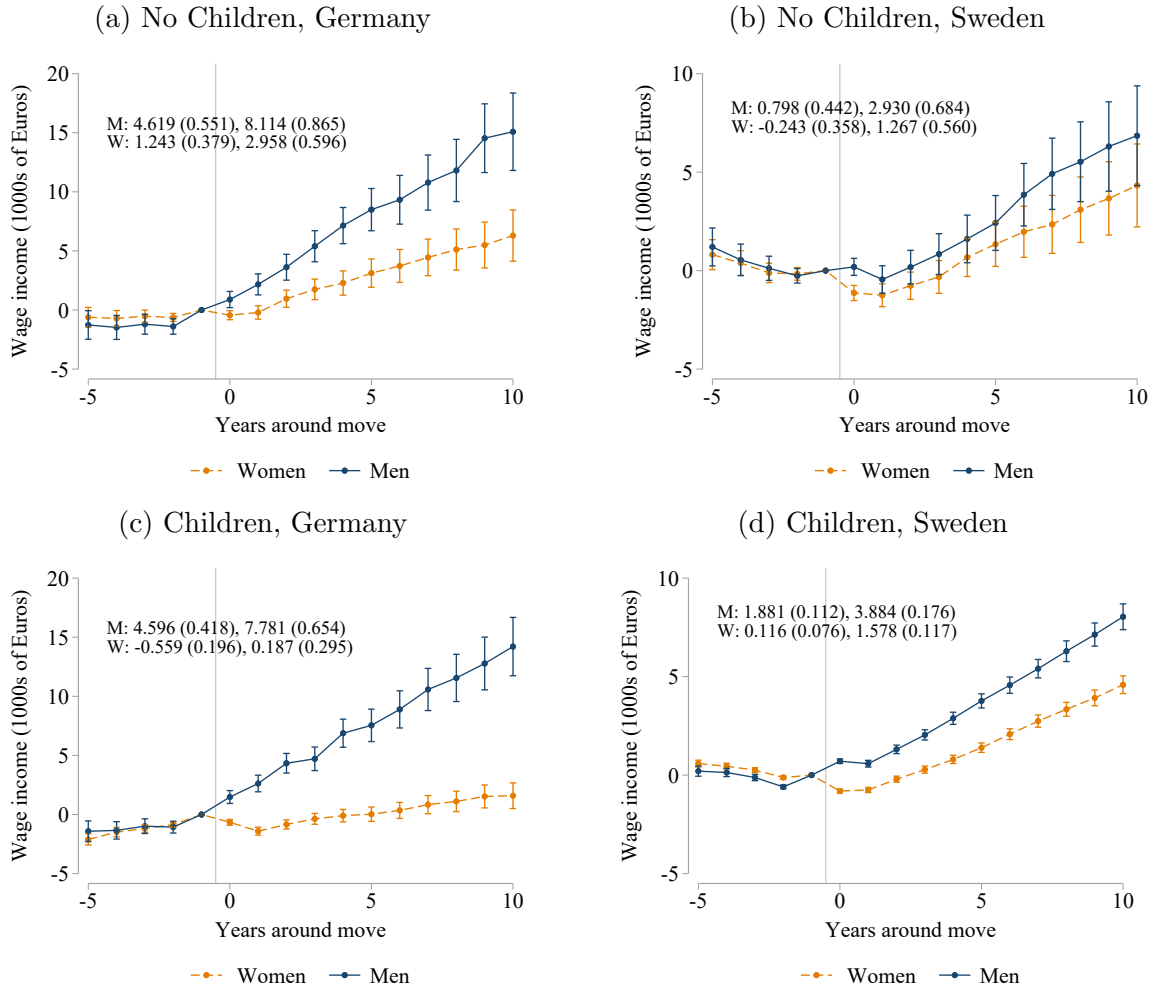 (a) No Children, Germany
Wage income (1000s of Euros)
20
15
10
5
0
-5
M: 4.619 (0.551), 8.114 (0.865)
W: 1.243 (0.379), 2.958 (0.596)
-5 0 5 10
Years around move
Women Men
(b) No Children, Sweden
Wage income (1000s of Euros)
10
5
0
-5
M: 0.798 (0.442), 2.930 (0.684)
W: -0.243 (0.358), 1.267 (0.560)
-5 0 5 10
Years around move
Women Men
(c) Children, Germany
Wage income (1000s of Euros)
20
15
10
5
0
-5
M: 4.596 (0.418), 7.781 (0.654)
W: -0.559 (0.196), 0.187 (0.295)
-5 0 5 10
Years around move
Women Men
(d) Children, Sweden
Wage income (1000s of Euros)
10
5
0
-5
M: 1.881 (0.112), 3.884 (0.176)
W: 0.116 (0.076), 1.578 (0.117)
-5 0 5 10
Years around move
Women Men